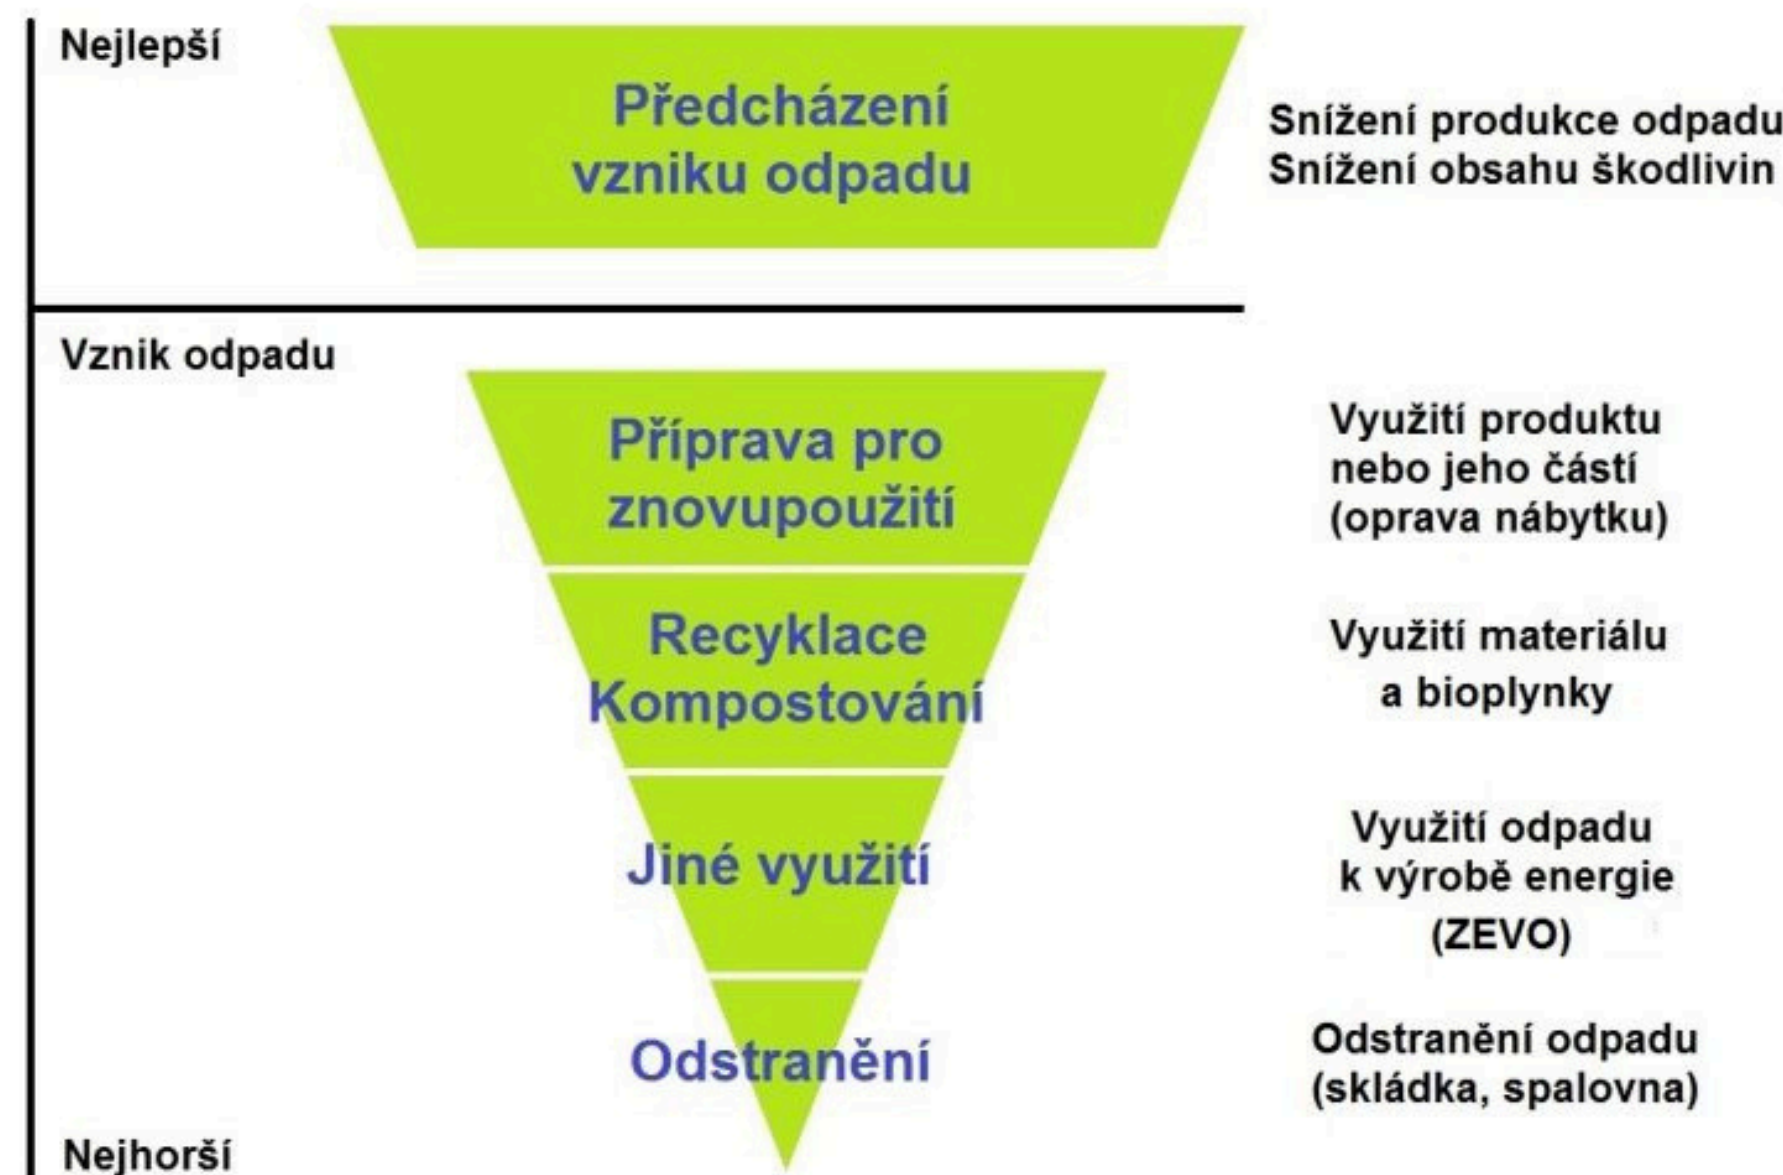 Nejlepší
Předcházení
vzniku odpadu
Snížení produkce odpadu
Snížení obsahu škodlivin
Vznik odpadu
Příprava pro
znovupoužití
Využití produktu
nebo jeho částí
(oprava nábytku)
Recyklace
Kompostování
Využití materiálu
a bioplynky
Jiné využití
Využití odpadu
k výrobě energie
(ZEVO)
Odstranění
Odstranění odpadu
(skládka, spalovna)
Nejhorší